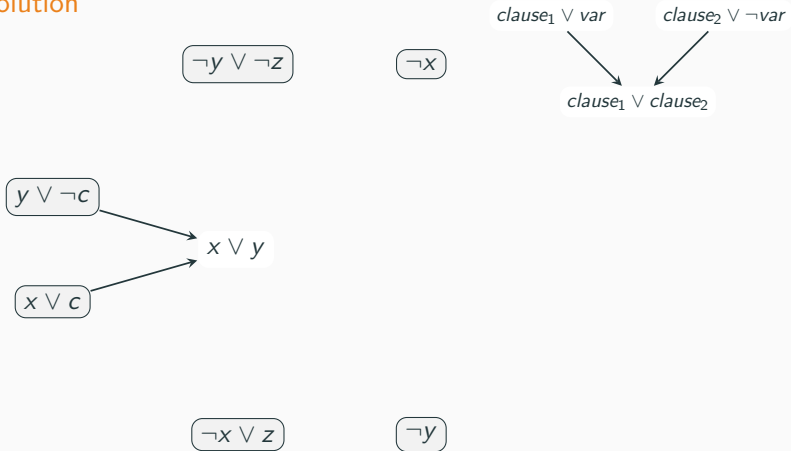 olution
clause₁ ∨ var
clause₂ ∨ ¬var
¬y ∨ ¬z
¬x
clause₁ ∨ clause₂
y ∨ ¬c
x ∨ y
x ∨ c
¬x ∨ z
¬y